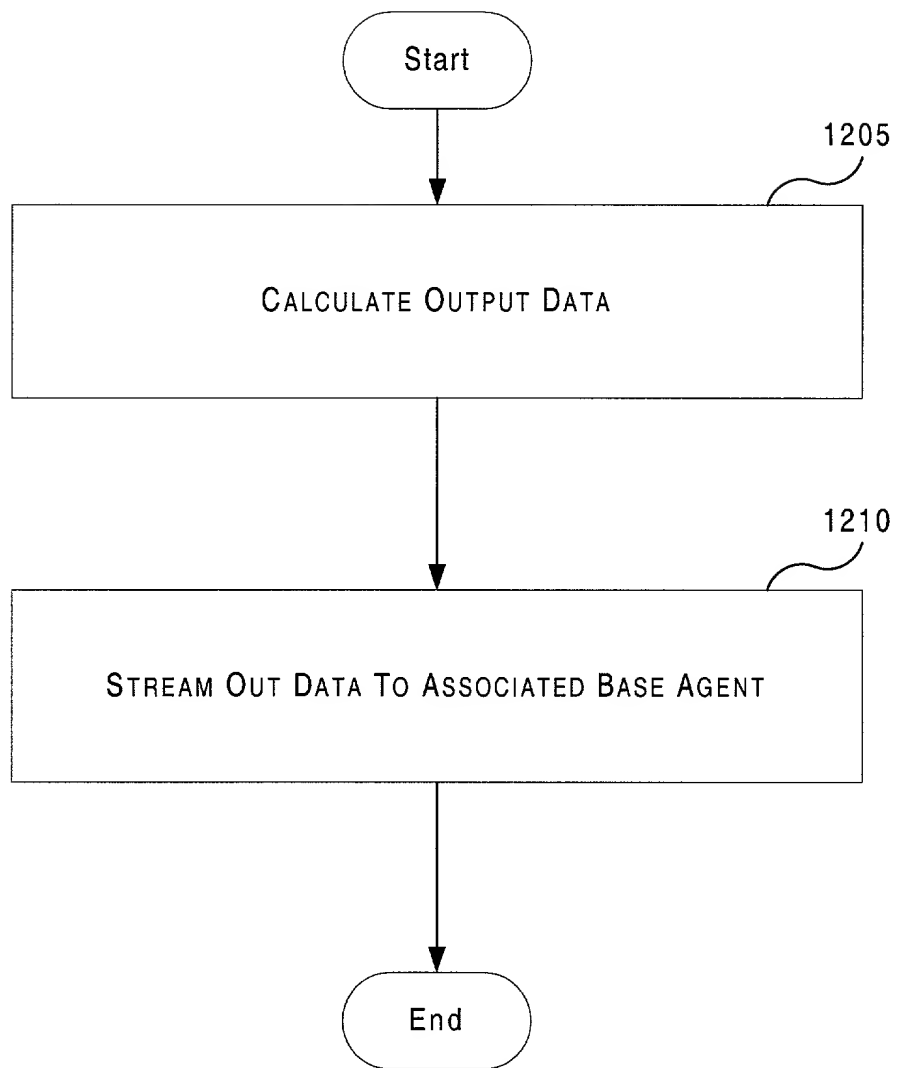 Start
1205
CALCULATE OUTPUT DATA
1210
STREAM OUT DATA TO ASSOCIATED BASE AGENT
End